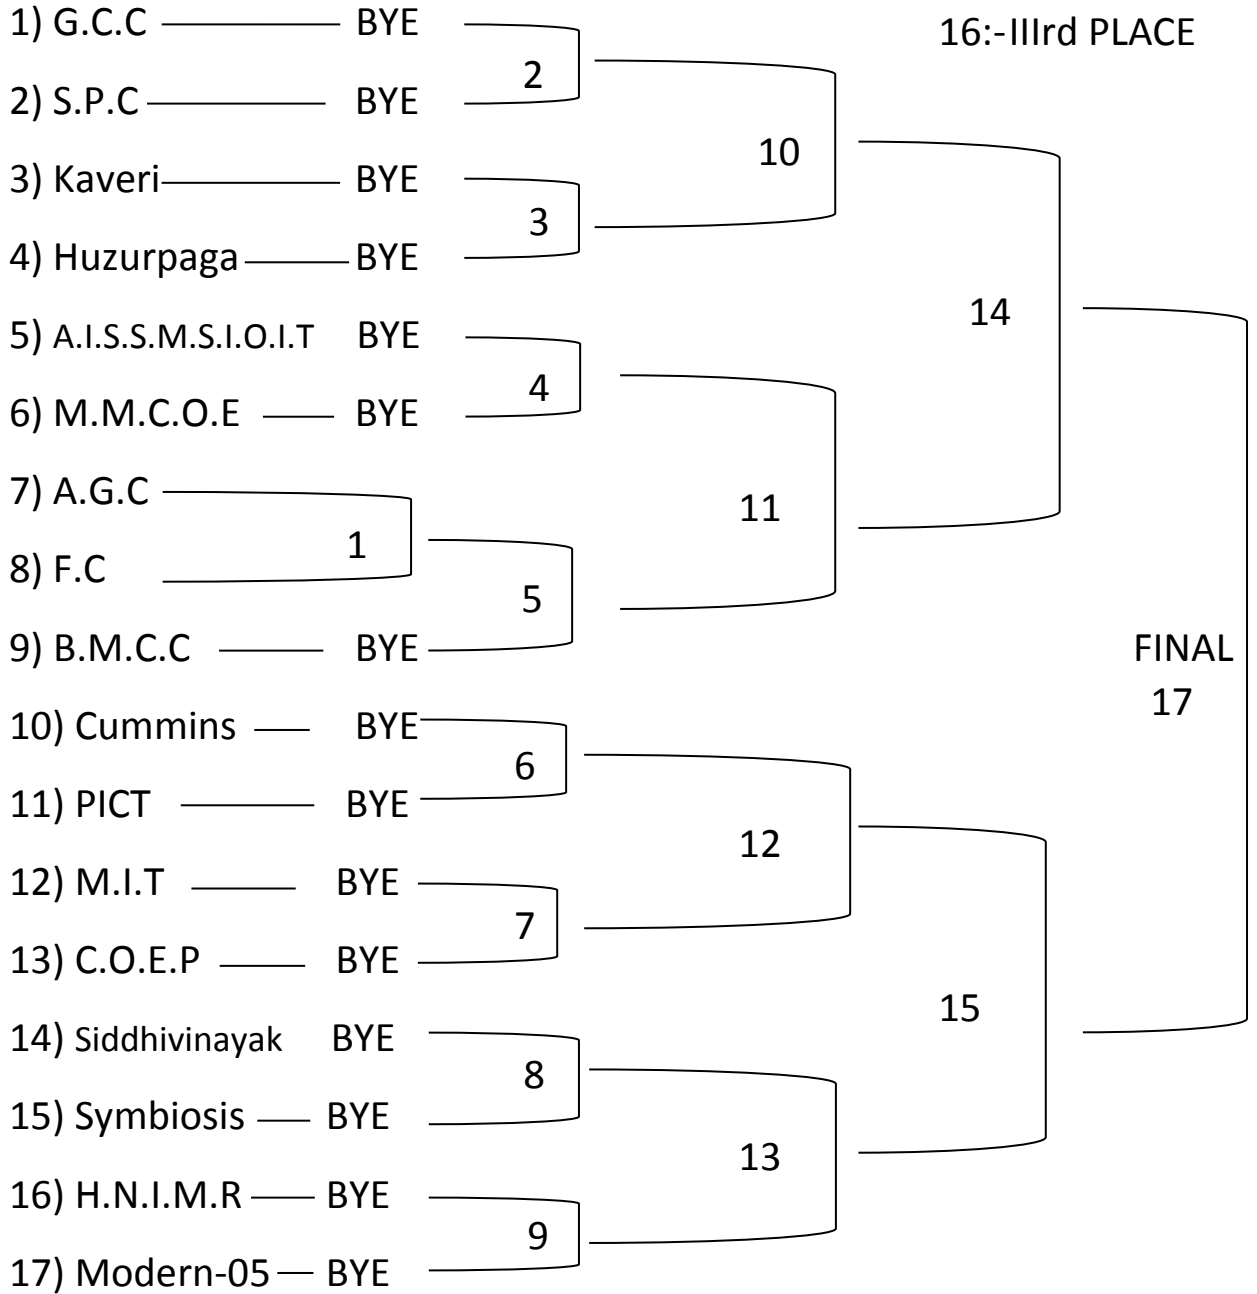 1) G.C.C BYE
16:-IIIrd PLACE
2
2) S.P.C BYE
10
3) Kaveri BYE
3
4) Huzurpaga BYE
14
5) A.I.S.S.M.S.I.O.I.T BYE
4
6) M.M.C.O.E BYE
7) A.G.C
11
1
8) F.C
5
9) B.M.C.C BYE
FINAL
17
10) Cummins BYE
6
11) PICT BYE
12
12) M.I.T BYE
7
13) C.O.E.P BYE
15
14) Siddhivinayak BYE
8
15) Symbiosis BYE
13
16) H.N.I.M.R BYE
9
17) Modern-05 BYE